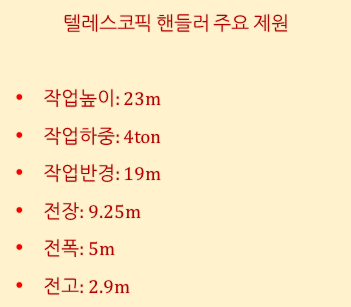 텔레스코픽 핸들러 주요 제원
• 작업높이: 23m
• 작업하중: 4ton
• 작업반경: 19m
• 전장: 9.25m
• 전폭: 5m
• 전고: 2.9m